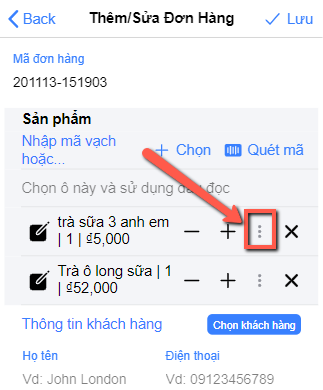 Back Thêm/Sửa Đơn Hàng Lưu
Mã đơn hàng
201113-151903
Sản phẩm
Nhập mã vạch
hoặc... Chọn Quét mã
Chọn ô này và sử dụng đọc
trà sữa 3 anh em
| 1 | ₫5,000
Trà ô long sữa | 1
| ₫52,000
Thông tin khách hàng Chọn khách hàng
Họ tên Điện thoại
Vd: John London Vd: 09123456789